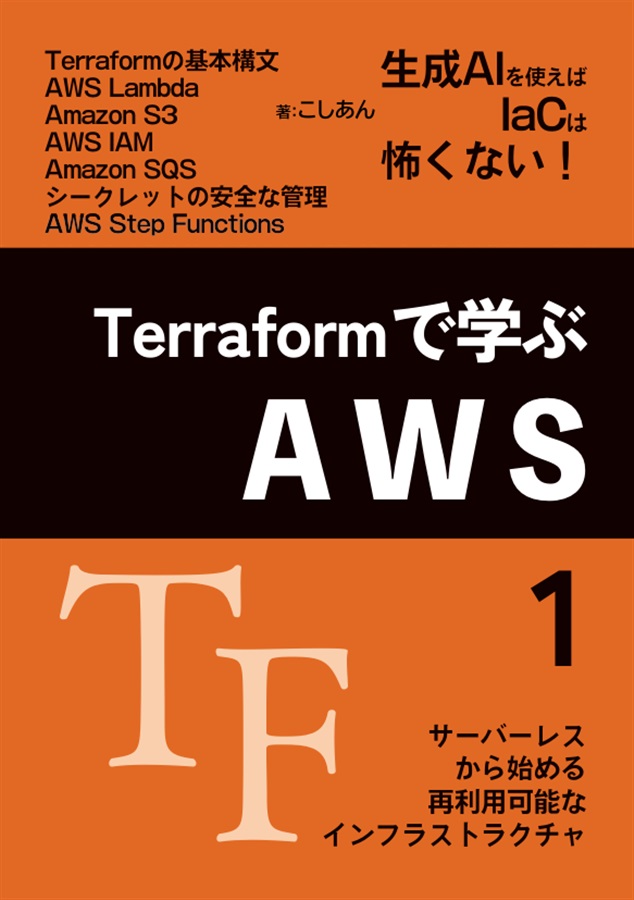 Terraformの基本構文
AWS Lambda
Amazon S3
AWS IAM
Amazon SQS
シークレットの安全な管理
AWS Step Functions
著:こしあん
生成AIを使えば
IaCは
怖くない！
Terraformで学ぶ
AWS
1
TF
サーバーレス
から始める
再利用可能な
インフラストラクチャ